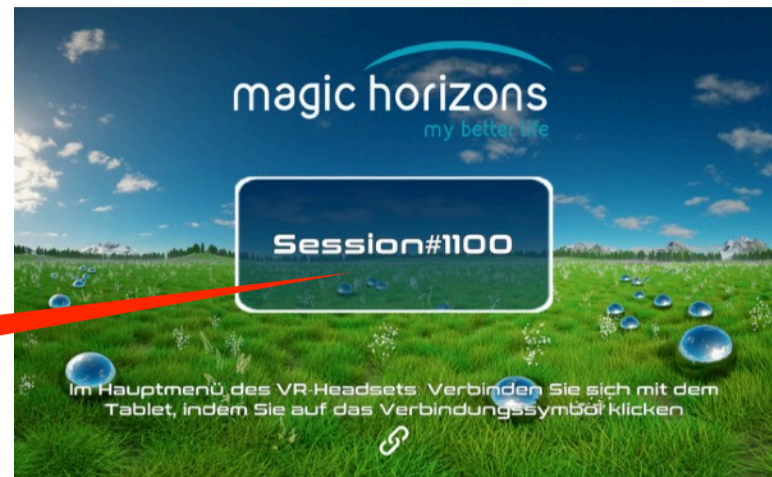 magic horizons
my better life
Session#1100
Im Hauptmenü des VR-Headsets: Verbinden Sie sich mit dem
Tablet, indem Sie auf das Verbindungssymbol klicken